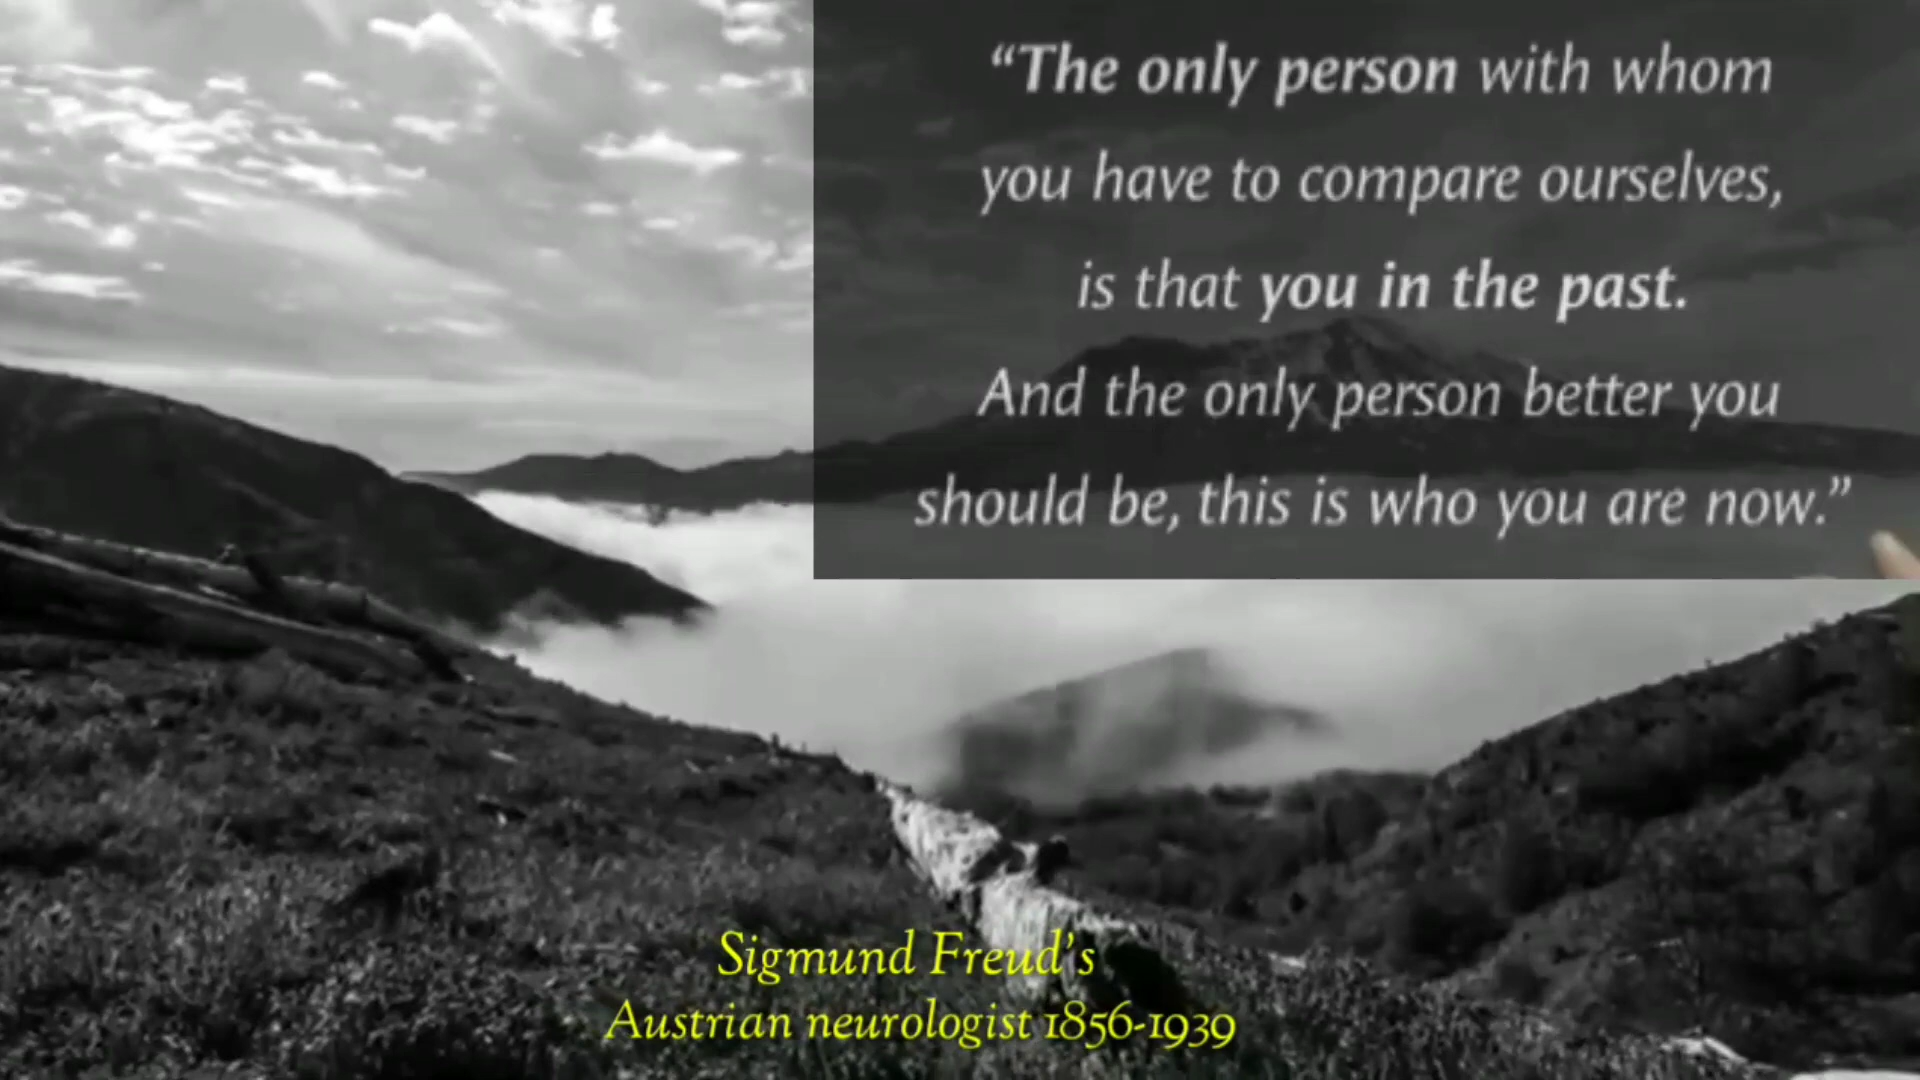 “The only person with whom
you have to compare ourselves,
is that you in the past.
And the only person better you
should be, this is who you are now.”
Sigmund Freud's
Austrian neurologist 1856-1939